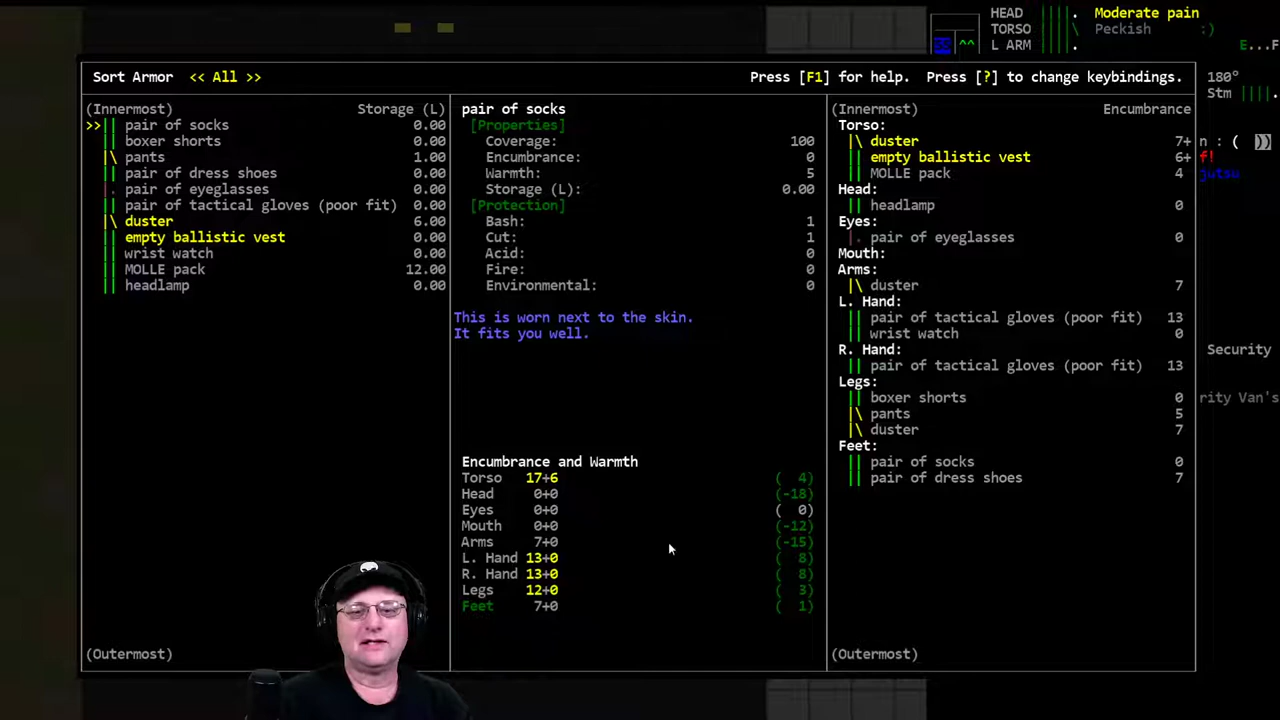 HEAD ||||. Moderate pain
TORSO ||||\ Peckish :)
L ARM ||||. E...F
Sort Armor << All >> Press [F1] for help. Press [?] to change keybindings.
180°
Stm ||||.
(Innermost) Storage (L)
>>|| pair of socks 0.00
|| boxer shorts 0.00
|\ pants 1.00
|| pair of dress shoes 0.00
|. pair of eyeglasses 0.00
|| pair of tactical gloves (poor fit) 0.00
|\ duster 6.00
|| empty ballistic vest 0.00
|| wrist watch 0.00
|| MOLLE pack 12.00
|| headlamp 0.00
(Outermost)
pair of socks
[Properties]
Coverage: 100
Encumbrance: 0
Warmth: 5
Storage (L): 0.00
[Protection]
Bash: 1
Cut: 1
Acid: 0
Fire: 0
Environmental: 0
This is worn next to the skin.
It fits you well.
Encumbrance and Warmth
Torso 17+6 ( 4)
Head 0+0 (-18)
Eyes 0+0 ( 0)
Mouth 0+0 (-12)
Arms 7+0 (-15)
L. Hand 13+0 ( 8)
R. Hand 13+0 ( 8)
Legs 12+0 ( 3)
Feet 7+0 ( 1)
(Innermost) Encumbrance
Torso:
|\ duster 7+
|| empty ballistic vest 6+
|| MOLLE pack 4
Head:
|| headlamp 0
Eyes:
|. pair of eyeglasses 0
Mouth:
Arms:
|\ duster 7
L. Hand:
|| pair of tactical gloves (poor fit) 13
|| wrist watch 0
R. Hand:
|| pair of tactical gloves (poor fit) 13
Legs:
|| boxer shorts 0
|\ pants 5
|\ duster 7
Feet:
|| pair of socks 0
|| pair of dress shoes 7
(Outermost)
n : ( ))
f!
jutsu
Security
rity Van's